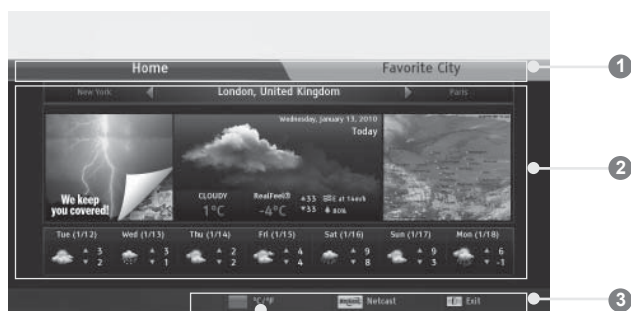 Home
Favorite City
1
New York
London, United Kingdom
Paris
Wednesday, January 13, 2010
Today
2
We keep
you covered!
CLOUDY
1°C
RealFeel®
-4°C
▲33
▼33
80%
Tue (1/12)
Wed (1/13)
Thu (1/14)
Fri (1/15)
Sat (1/16)
Sun (1/17)
Mon (1/18)
▲ 3 ▲ 3 ▲ 2 ▲ 4 ▲ 9 ▲ 9 ▲ 6
▼ 2 ▼ 1 ▼ 2 ▼ 4 ▼ 8 ▼ 3 ▼ -1
°C/°F
Netcast
Exit
3